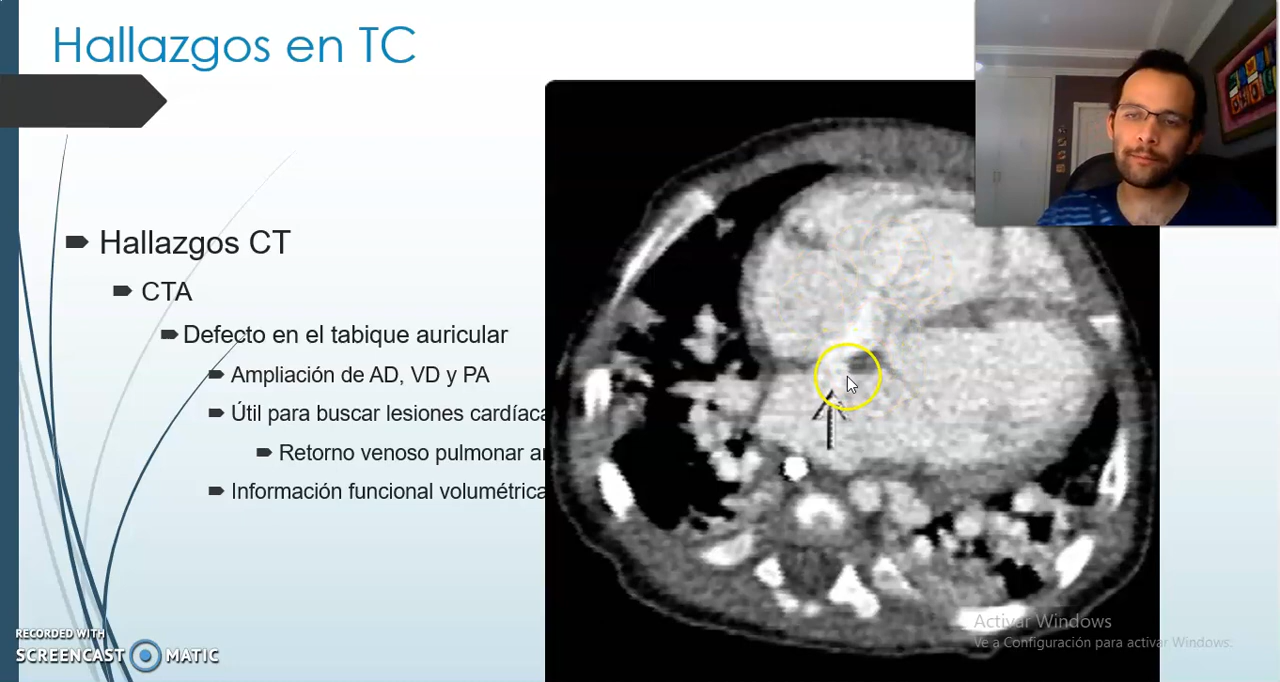 Hallazgos en TC
Hallazgos CT
CTA
Defecto en el tabique auricular
Ampliación de AD, VD y PA
Útil para buscar lesiones cardíaca
Retorno venoso pulmonar
Información funcional volumétrica
Activar Windows
Ve a Configuración para activar Windows.
RECORDED WITH
SCREENCAST MATIC